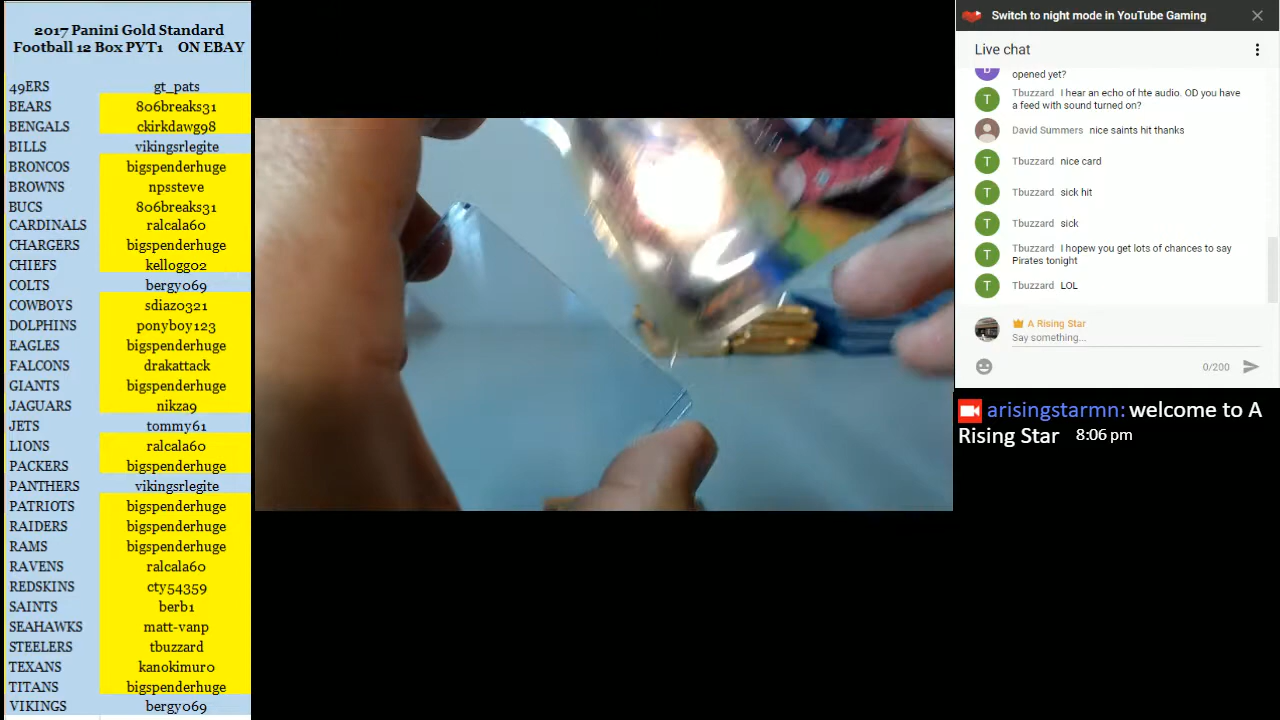 2017 Panini Gold Standard
Football 12 Box PYT1 ON EBAY
49ERS gt_pats
BEARS 806breaks31
BENGALS ckirkdawg98
BILLS vikingsrlegite
BRONCOS bigspenderhuge
BROWNS npssteve
BUCS 806breaks31
CARDINALS ralcala60
CHARGERS bigspenderhuge
CHIEFS kellogg02
COLTS bergy069
COWBOYS sdiaz0321
DOLPHINS ponyboy123
EAGLES bigspenderhuge
FALCONS drakattack
GIANTS bigspenderhuge
JAGUARS nikza9
JETS tommy61
LIONS ralcala60
PACKERS bigspenderhuge
PANTHERS vikingsrlegite
PATRIOTS bigspenderhuge
RAIDERS bigspenderhuge
RAMS bigspenderhuge
RAVENS ralcala60
REDSKINS cty54359
SAINTS berb1
SEAHAWKS matt-vanp
STEELERS tbuzzard
TEXANS kanokimuro
TITANS bigspenderhuge
VIKINGS bergy069
Switch to night mode in YouTube Gaming
Live chat
opened yet?
T Tbuzzard I hear an echo of hte audio. OD you have
a feed with sound turned on?
David Summers nice saints hit thanks
T Tbuzzard nice card
T Tbuzzard sick hit
T Tbuzzard sick
T Tbuzzard I hopew you get lots of chances to say
Pirates tonight
T Tbuzzard LOL
A Rising Star
Say something...
0/200
arisingstarmn: welcome to A
Rising Star 8:06 pm